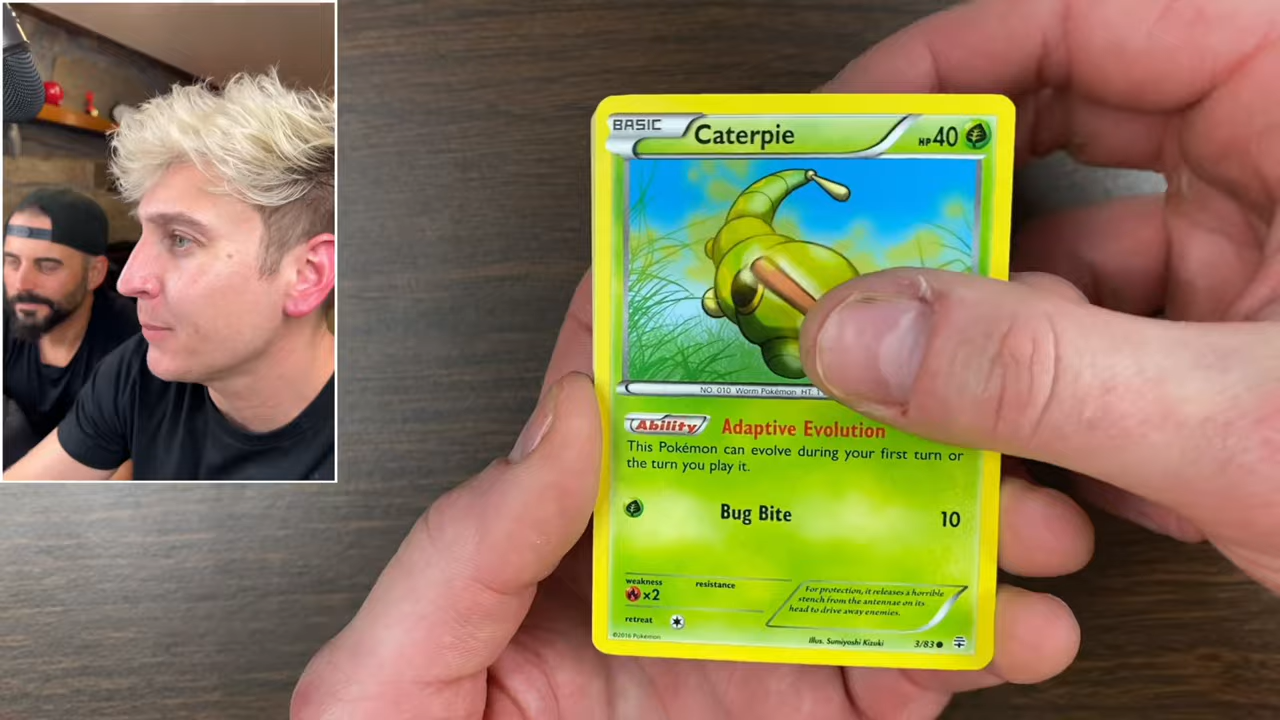 BASIC Caterpie HP40
NO. 010 Worm Pokémon HT.
Ability Adaptive Evolution
This Pokémon can evolve during your first turn or
the turn you play it.
Bug Bite 10
weakness resistance
×2
retreat
For protection, it releases a horrible
stench from the antennae on its
head to drive away enemies.
©2016 Pokémon
Illus. Sumiyoshi Kizuki 3/83